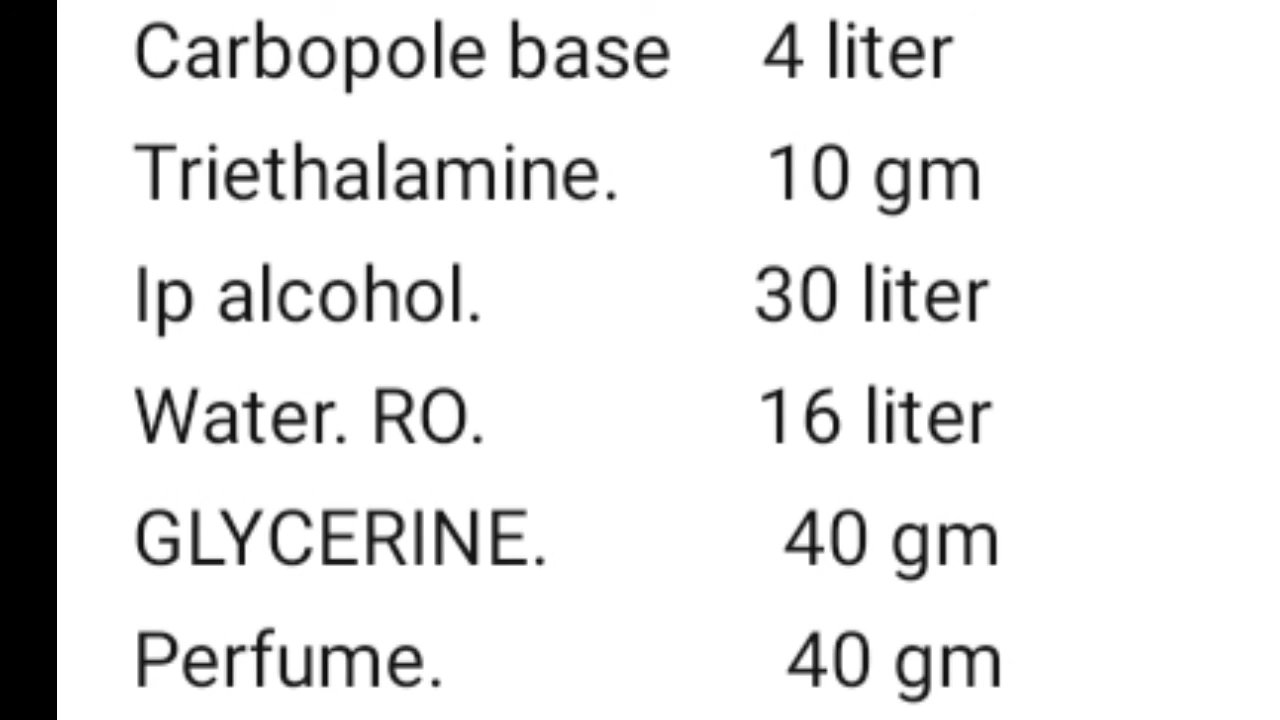 Carbopole base 4 liter
Triethalamine. 10 gm
Ip alcohol. 30 liter
Water. RO. 16 liter
GLYCERINE. 40 gm
Perfume. 40 gm